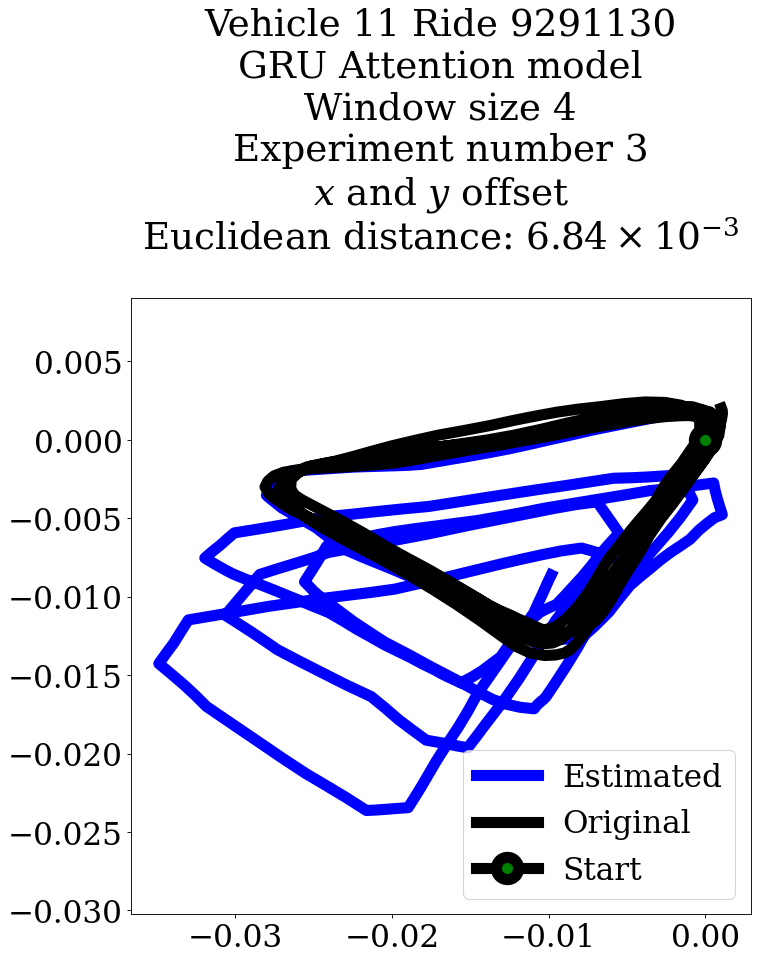 Vehicle 11 Ride 9291130
GRU Attention model
Window size 4
Experiment number 3
x and y offset
Euclidean distance: 6.84 × 10⁻³
0.005
0.000
−0.005
−0.010
−0.015
−0.020
−0.025
−0.030
Estimated
Original
Start
−0.03 −0.02 −0.01 0.00